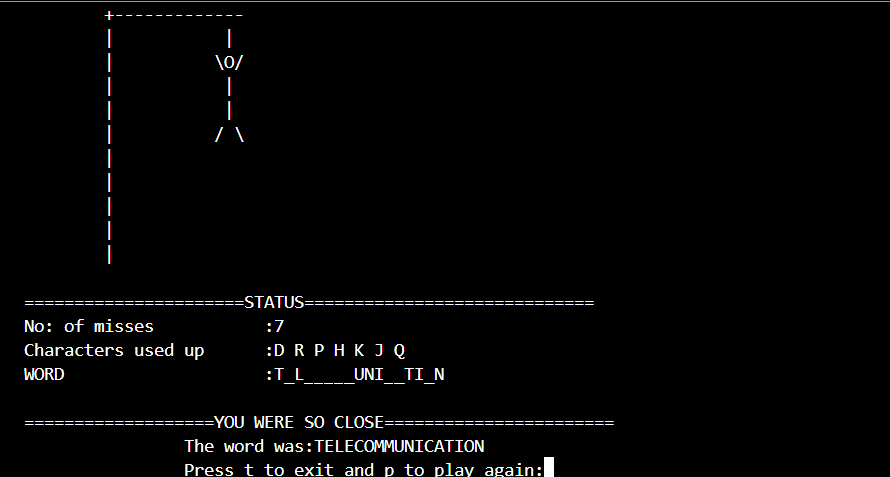 +-------------
|           |
|          \O/
|           |
|           |
|          / \
|
|
|
|
|
======================STATUS=============================
No: of misses           :7
Characters used up      :D R P H K J Q
WORD                    :T_L_____UNI__TI_N
===================YOU WERE SO CLOSE=======================
The word was:TELECOMMUNICATION
Press t to exit and p to play again: